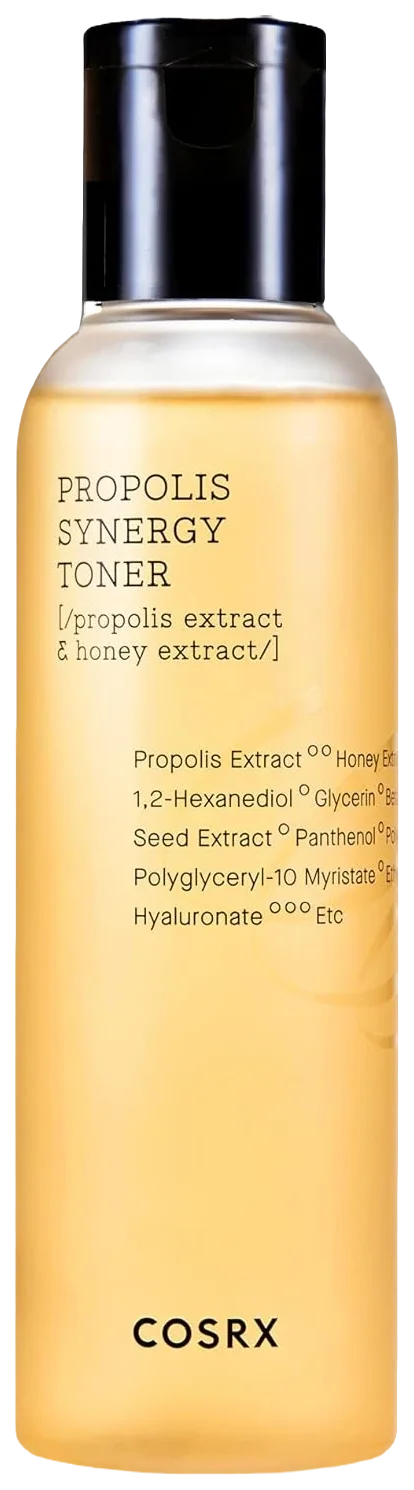 PROPOLIS
SYNERGY
TONER
[/propolis extract
& honey extract/]
Propolis Extract °° Honey
1,2-Hexanediol ° Glycerin °
Seed Extract ° Panthenol °
Polyglyceryl-10 Myristate °
Hyaluronate °°° Etc
COSRX